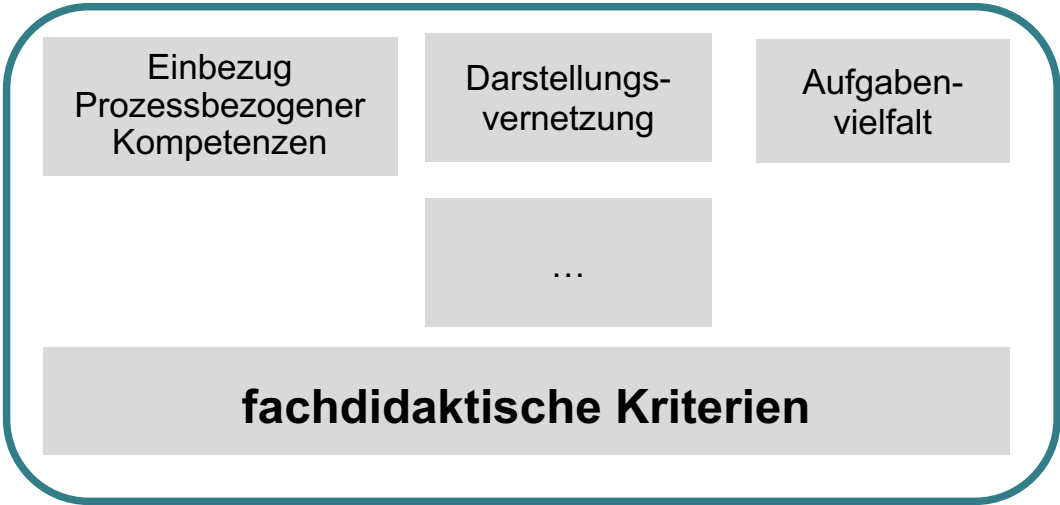 Einbezug
Prozessbezogener
Kompetenzen
Darstellungs-
vernetzung
Aufgaben-
vielfalt
…
fachdidaktische Kriterien